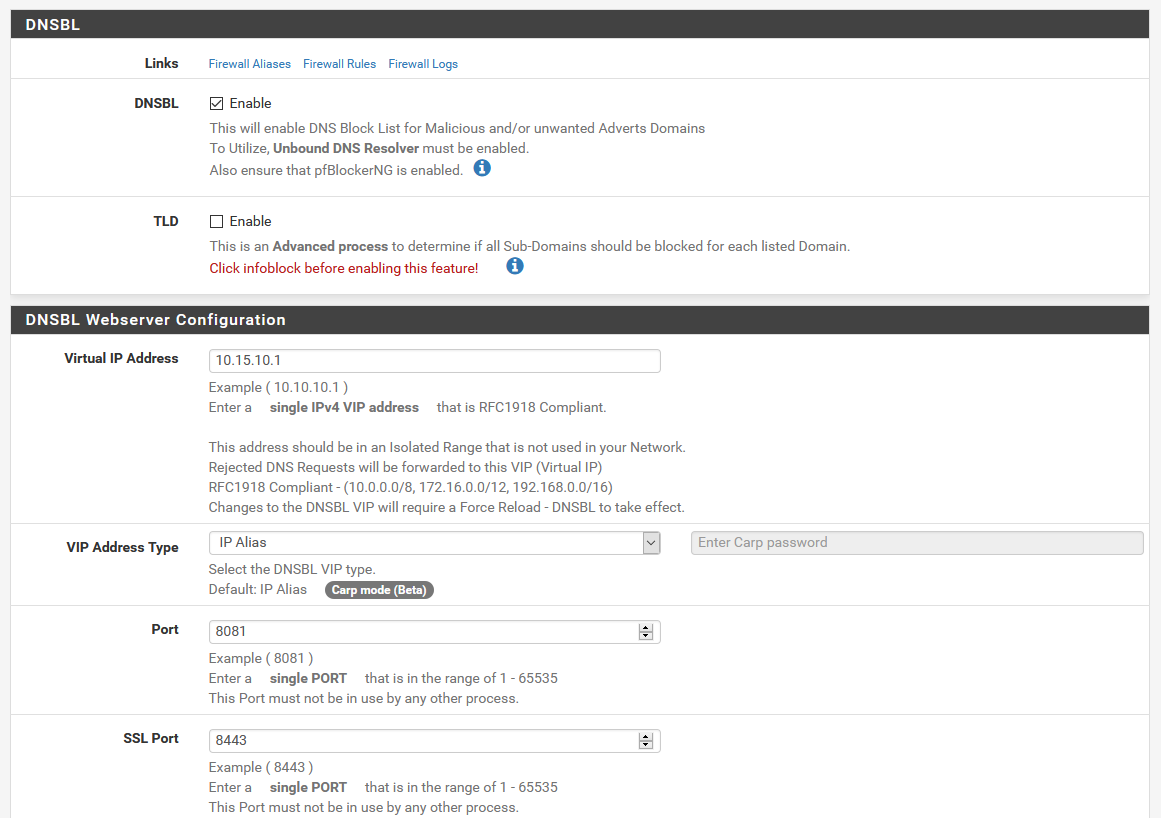 DNSBL
Links Firewall Aliases Firewall Rules Firewall Logs
DNSBL Enable
This will enable DNS Block List for Malicious and/or unwanted Adverts Domains
To Utilize, Unbound DNS Resolver must be enabled.
Also ensure that pfBlockerNG is enabled.
TLD Enable
This is an Advanced process to determine if all Sub-Domains should be blocked for each listed Domain.
Click infoblock before enabling this feature!
DNSBL Webserver Configuration
Virtual IP Address 10.15.10.1
Example ( 10.10.10.1 )
Enter a single IPv4 VIP address that is RFC1918 Compliant.
This address should be in an Isolated Range that is not used in your Network.
Rejected DNS Requests will be forwarded to this VIP (Virtual IP)
RFC1918 Compliant - (10.0.0.0/8, 172.16.0.0/12, 192.168.0.0/16)
Changes to the DNSBL VIP will require a Force Reload - DNSBL to take effect.
VIP Address Type IP Alias Enter Carp password
Select the DNSBL VIP type.
Default: IP Alias Carp mode (Beta)
Port 8081
Example ( 8081 )
Enter a single PORT that is in the range of 1 - 65535
This Port must not be in use by any other process.
SSL Port 8443
Example ( 8443 )
Enter a single PORT that is in the range of 1 - 65535
This Port must not be in use by any other process.